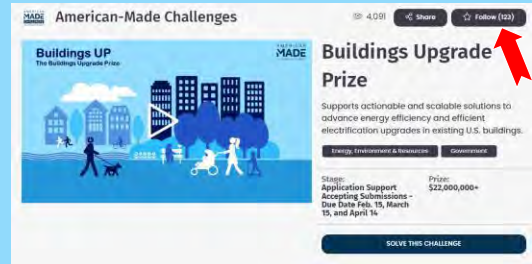 AMERICAN
MADE
American-Made Challenges
4,091
Share
Follow (123)
Buildings UP
The Buildings Upgrade Prize
AMERICAN
MADE
Buildings Upgrade
Prize
Supports actionable and scalable solutions to
advance energy efficiency and efficient
electrification upgrades in existing U.S. buildings.
Energy, Environment & Resources
Government
Stage:
Application Support
Accepting Submissions -
Due Date Feb. 15, March
15, and April 14
Prize:
$22,000,000+
SOLVE THIS CHALLENGE